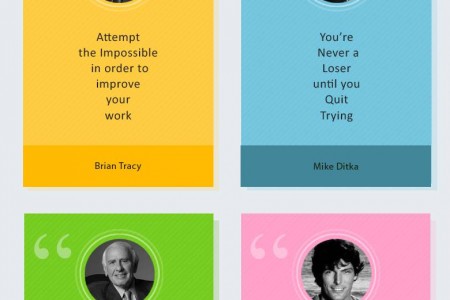 Attempt
the Impossible
in order to
improve
your
work
Brian Tracy
You're
Never a
Loser
until you
Quit
Trying
Mike Ditka
“
“